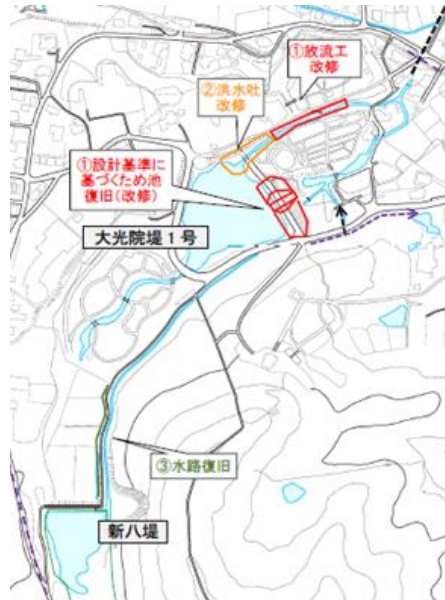 ①放流工
改修
②洪水吐
改修
①設計基準に
基づくため池
復旧(改修)
大光院堤1号
③水路復旧
新八堤